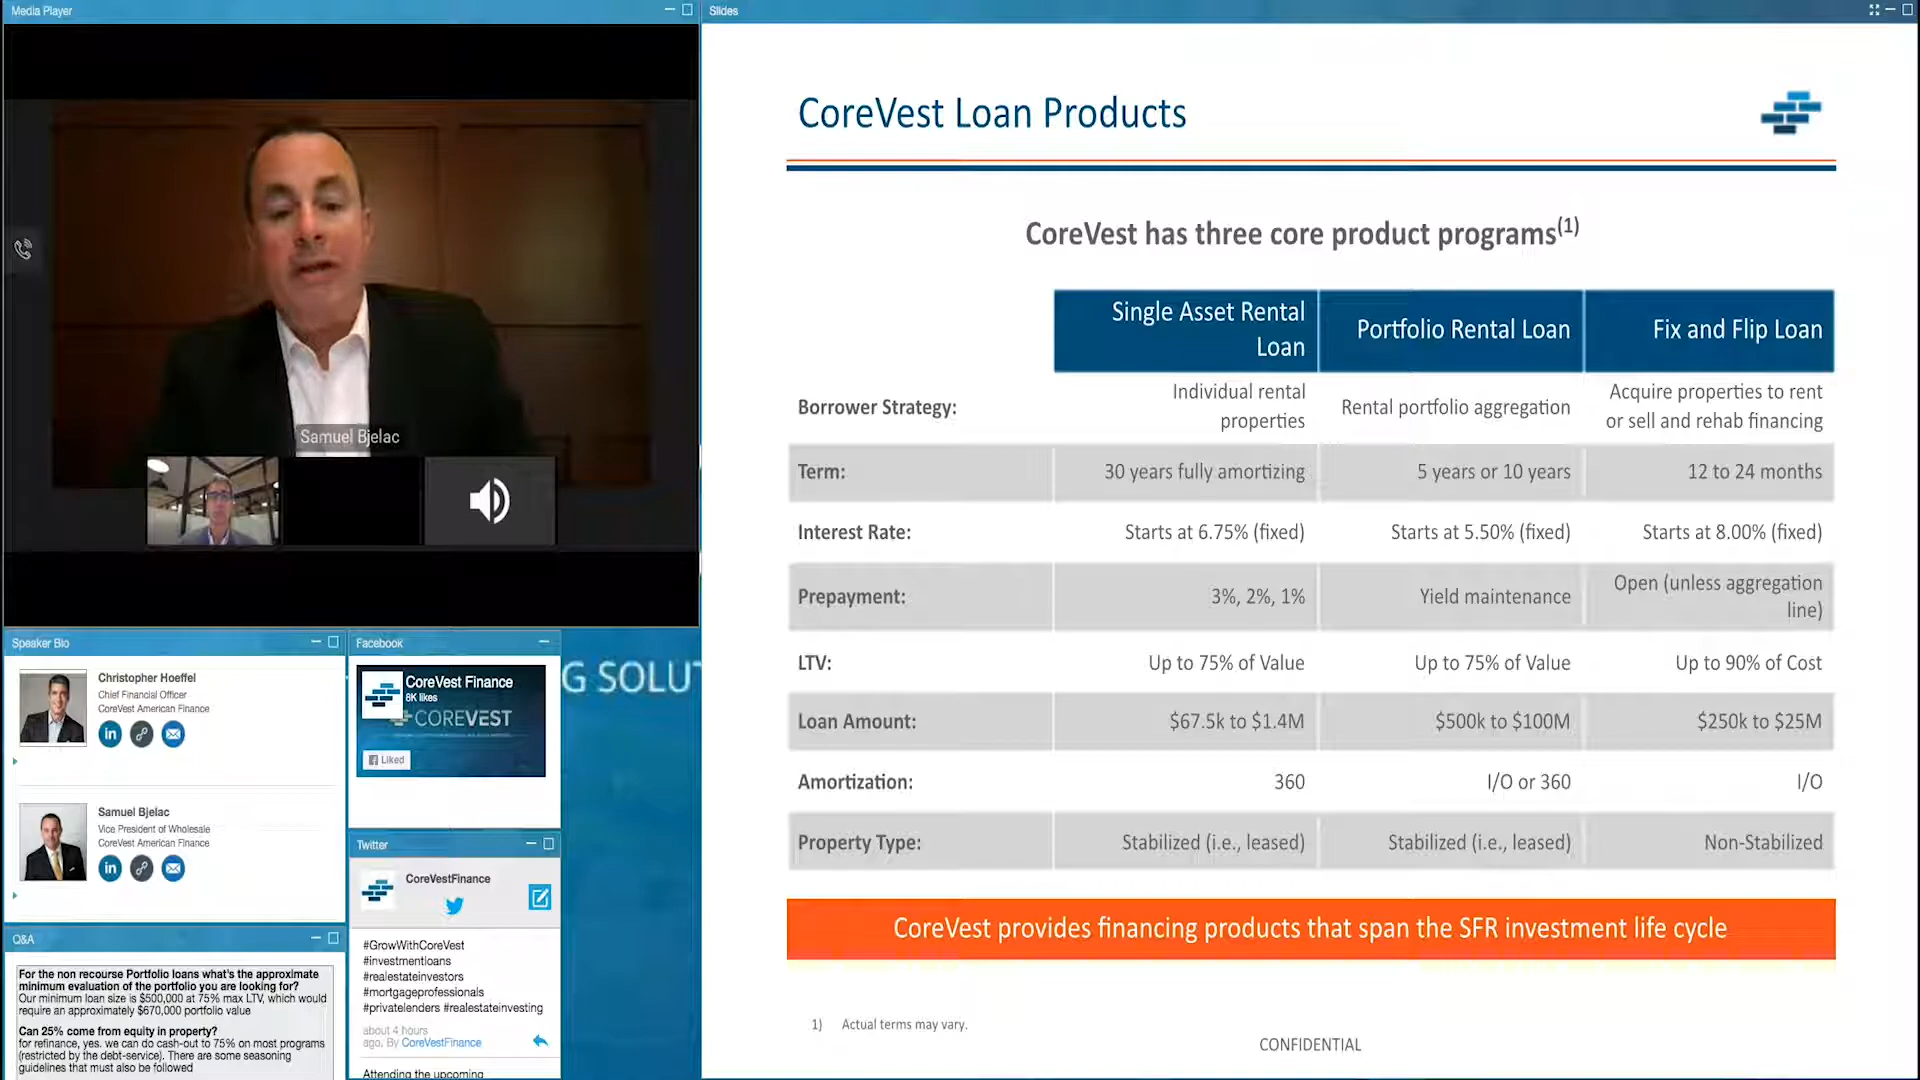 Media Player
Samuel Bjelac
Speaker Bio
Christopher Hoeffel
Chief Financial Officer
CoreVest American Finance
in
Samuel Bjelac
Vice President of Wholesale
CoreVest American Finance
in
Q&A
For the non recourse Portfolio loans what's the approximate
minimum evaluation of the portfolio you are looking for?
Our minimum loan size is $500,000 at 75% max LTV, which would
require an approximately $670,000 portfolio value
Can 25% come from equity in property?
for refinance, yes. we can do cash-out to 75% on most programs
(restricted by the debt-service). There are some seasoning
guidelines that must also be followed
Facebook
CoreVest Finance
8K likes
COREVEST
Liked
G SOLUT
Twitter
CoreVestFinance
#GrowWithCoreVest
#investmentloans
#realestateinvestors
#mortgageprofessionals
#privatelenders #realestateinvesting
about 4 hours
ago. By CoreVestFinance
Attending the upcoming
Slides
CoreVest Loan Products
CoreVest has three core product programs(1)
Single Asset Rental
Loan
Portfolio Rental Loan
Fix and Flip Loan
Borrower Strategy:
Individual rental
properties
Rental portfolio aggregation
Acquire properties to rent
or sell and rehab financing
Term: 30 years fully amortizing 5 years or 10 years 12 to 24 months
Interest Rate: Starts at 6.75% (fixed) Starts at 5.50% (fixed) Starts at 8.00% (fixed)
Prepayment: 3%, 2%, 1% Yield maintenance Open (unless aggregation
line)
LTV: Up to 75% of Value Up to 75% of Value Up to 90% of Cost
Loan Amount: $67.5k to $1.4M $500k to $100M $250k to $25M
Amortization: 360 I/O or 360 I/O
Property Type: Stabilized (i.e., leased) Stabilized (i.e., leased) Non-Stabilized
CoreVest provides financing products that span the SFR investment life cycle
1) Actual terms may vary.
CONFIDENTIAL